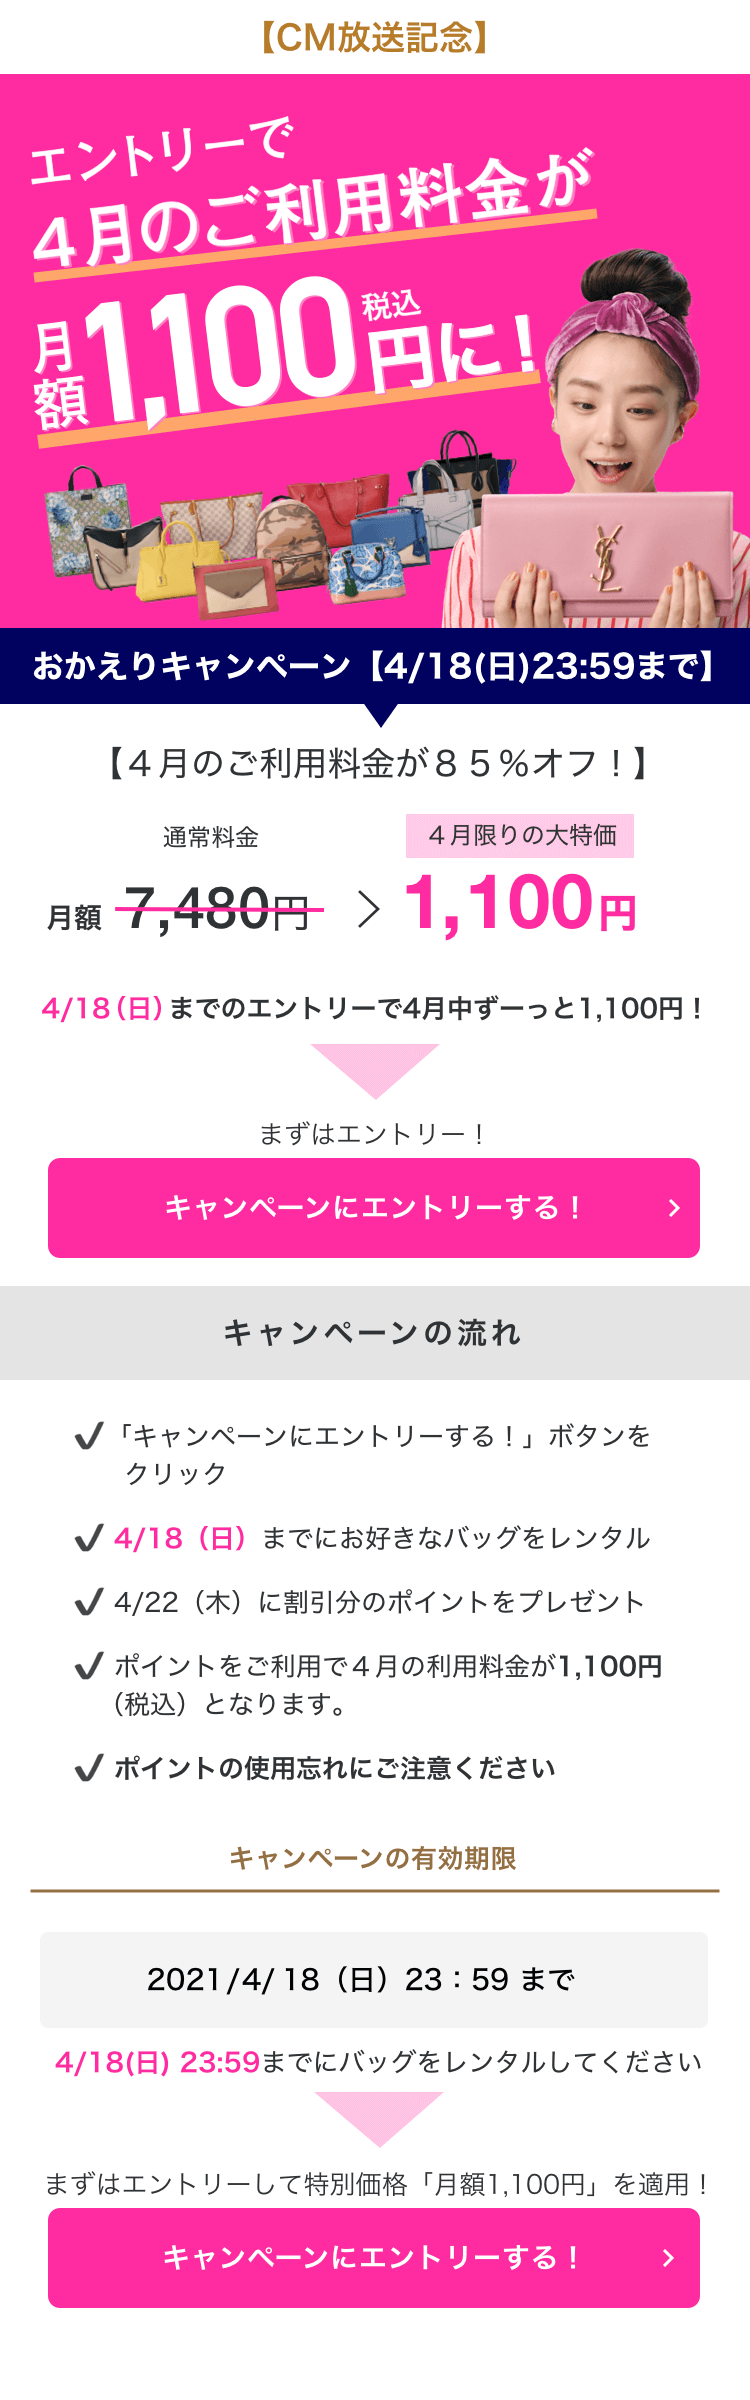 【CM放送記念】
エントリーで
4月のご利用料金が
月額1,100税込円に！
YSL
おかえりキャンペーン【4/18(日)23:59まで】
【４月のご利用料金が８５％オフ！】
通常料金
４月限りの大特価
月額 7,480円 1,100円
4/18（日）までのエントリーで4月中ずーっと1,100円！
まずはエントリー！
キャンペーンにエントリーする！
キャンペーンの流れ
「キャンペーンにエントリーする！」ボタンを
クリック
4/18（日）までにお好きなバッグをレンタル
4/22（木）に割引分のポイントをプレゼント
ポイントをご利用で４月の利用料金が1,100円
（税込）となります。
ポイントの使用忘れにご注意ください
キャンペーンの有効期限
2021/4/ 18（日）23：59 まで
4/18(日) 23:59までにバッグをレンタルしてください
まずはエントリーして特別価格「月額1,100円」を適用！
キャンペーンにエントリーする！